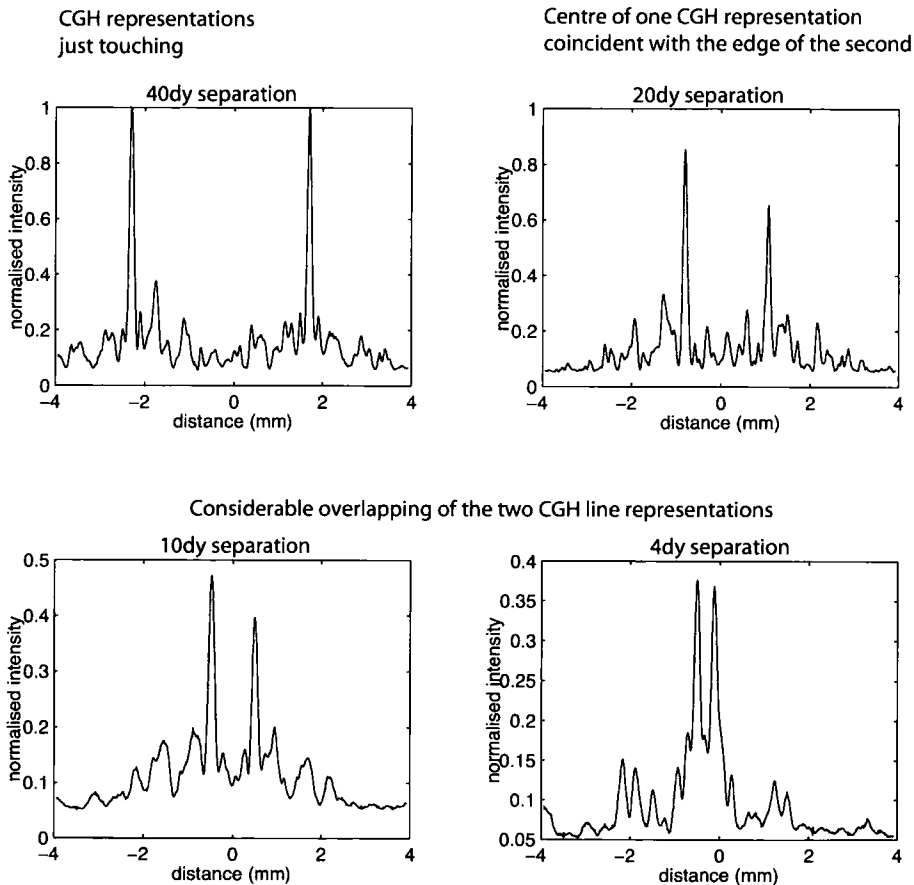 CGH representations
just touching
Centre of one CGH representation
coincident with the edge of the second
40dy separation
1
0.8
0.6
0.4
0.2
0
normalised intensity
−4
−2
0
2
4
distance (mm)
20dy separation
1
0.8
0.6
0.4
0.2
0
normalised intensity
−4
−2
0
2
4
distance (mm)
Considerable overlapping of the two CGH line representations
10dy separation
0.5
0.4
0.3
0.2
0.1
0
normalised intensity
−4
−2
0
2
4
distance (mm)
4dy separation
0.4
0.35
0.3
0.25
0.2
0.15
0.1
0.05
normalised intensity
−4
−2
0
2
4
distance (mm)